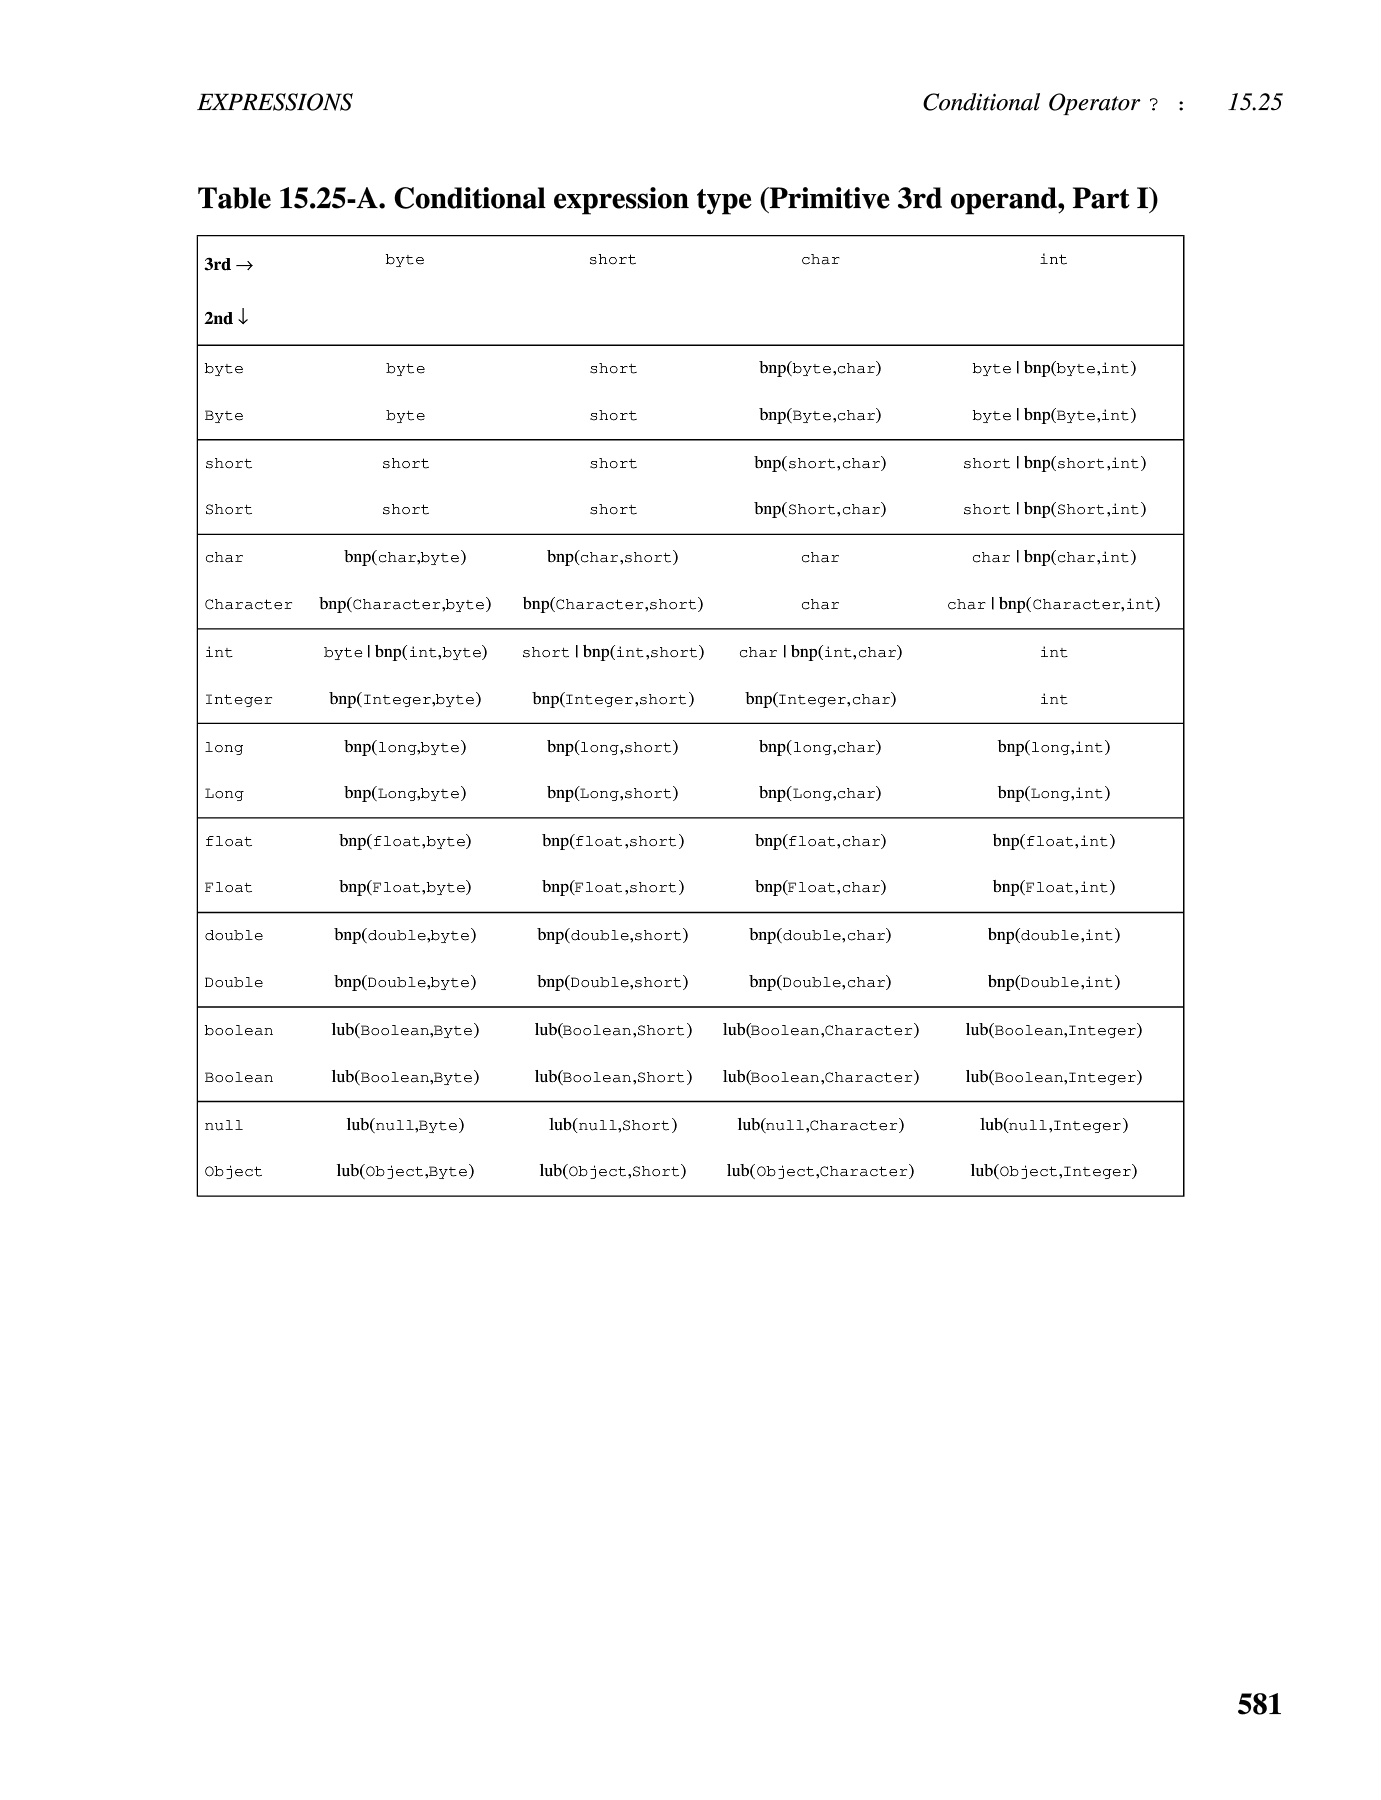 EXPRESSIONS Conditional Operator ? : 15.25
Table 15.25-A. Conditional expression type (Primitive 3rd operand, Part I)
3rd → byte short char int
2nd ↓
byte byte short bnp(byte,char) byte | bnp(byte,int)
Byte byte short bnp(Byte,char) byte | bnp(Byte,int)
short short short bnp(short,char) short | bnp(short,int)
Short short short bnp(Short,char) short | bnp(Short,int)
char bnp(char,byte) bnp(char,short) char char | bnp(char,int)
Character bnp(Character,byte) bnp(Character,short) char char | bnp(Character,int)
int byte | bnp(int,byte) short | bnp(int,short) char | bnp(int,char) int
Integer bnp(Integer,byte) bnp(Integer,short) bnp(Integer,char) int
long bnp(long,byte) bnp(long,short) bnp(long,char) bnp(long,int)
Long bnp(Long,byte) bnp(Long,short) bnp(Long,char) bnp(Long,int)
float bnp(float,byte) bnp(float,short) bnp(float,char) bnp(float,int)
Float bnp(Float,byte) bnp(Float,short) bnp(Float,char) bnp(Float,int)
double bnp(double,byte) bnp(double,short) bnp(double,char) bnp(double,int)
Double bnp(Double,byte) bnp(Double,short) bnp(Double,char) bnp(Double,int)
boolean lub(Boolean,Byte) lub(Boolean,Short) lub(Boolean,Character) lub(Boolean,Integer)
Boolean lub(Boolean,Byte) lub(Boolean,Short) lub(Boolean,Character) lub(Boolean,Integer)
null lub(null,Byte) lub(null,Short) lub(null,Character) lub(null,Integer)
Object lub(Object,Byte) lub(Object,Short) lub(Object,Character) lub(Object,Integer)
581